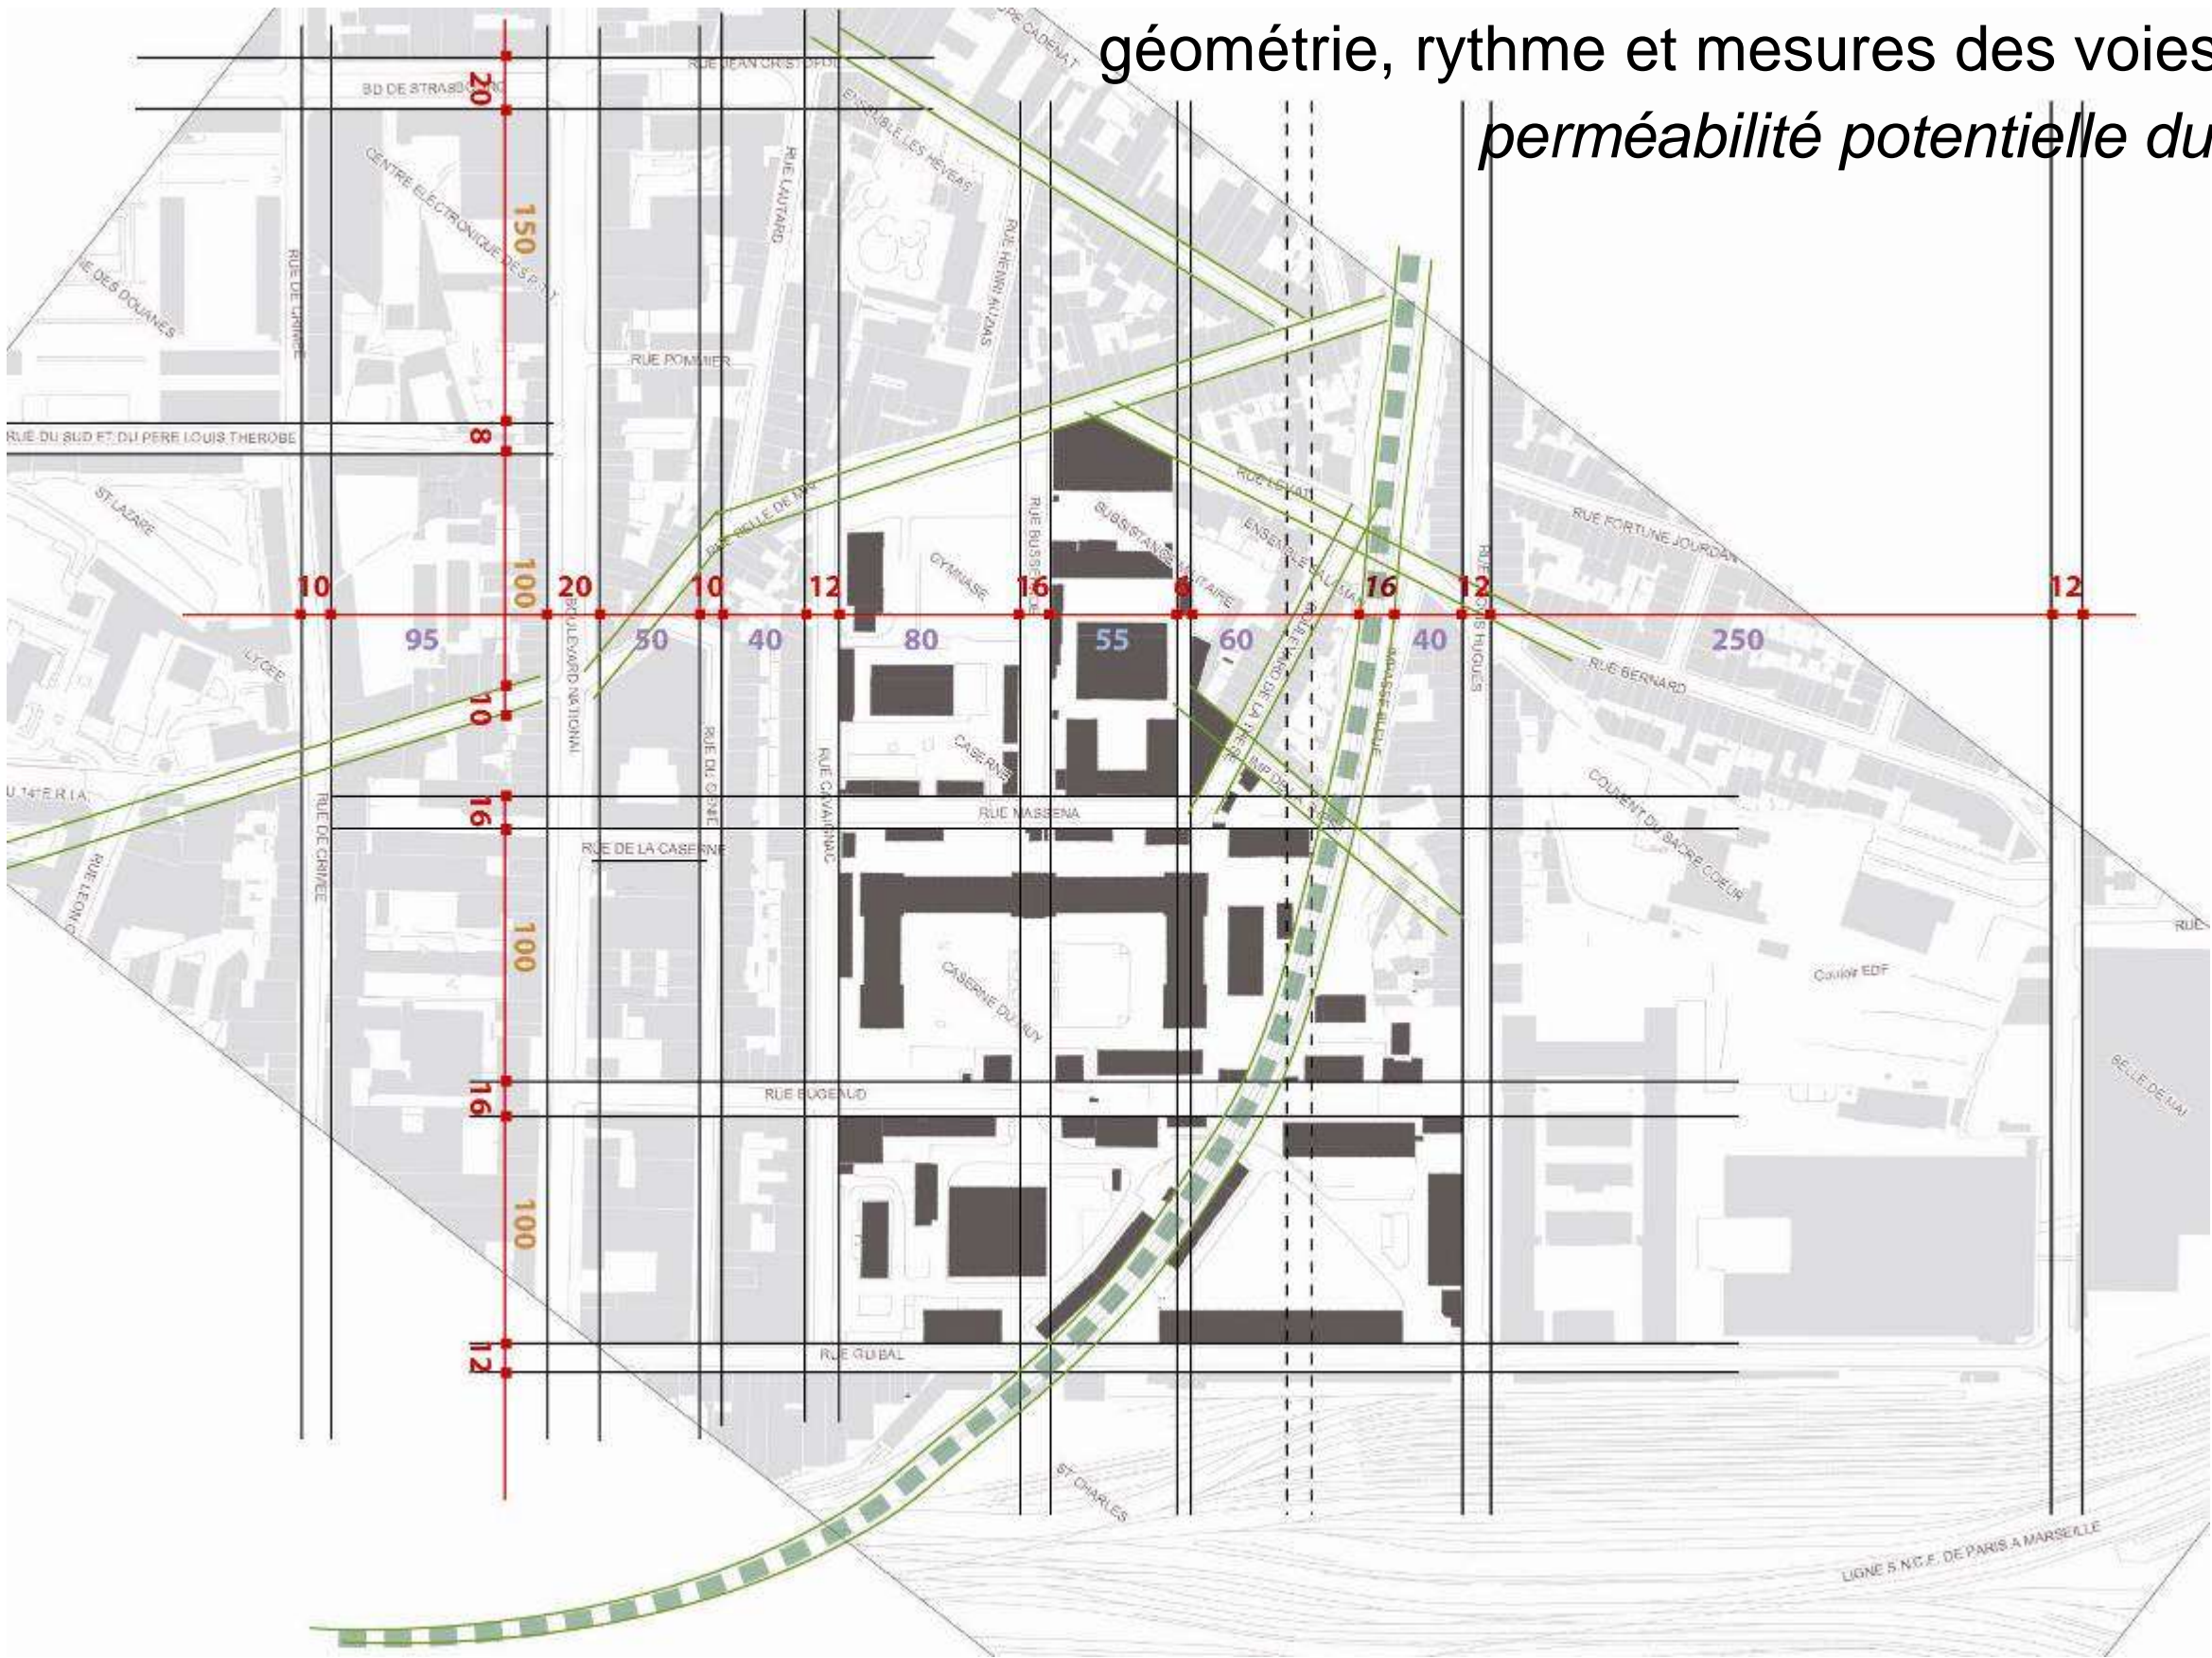 géométrie, rythme et mesures des voies
perméabilité potentielle du
RUE JEAN CRISTOFOL
BD DE STRASBOURG
20
ENSEMBLE LES HEVEAS
CENTRE ELECTRONIQUE DES P.T.T
RUE LAUTARD
150
RUE HENRI AUZIAS
RUE DE CRIMEE
RUE POMMIER
RUE DU SUD ET DU PERE LOUIS THEROBE
8
ST LAZARE
RUE BELLE DE MAI
RUE LEVAT
RUE FORTUNE JOURDAN
GYMNASE
100
10
20
10
12
16
6
16
12
12
95
50
40
80
55
60
40
250
LYCEE
BOULEVARD NATIONAL
RUE BERNARD
10
RUE DU GENIE
RUE CAVAIGNAC
CASERNE
16
RUE MASSENA
RUE DE LA CASERNE
RUE DE CRIMEE
COUVENT DU SACRE COEUR
100
CASERNE DU MUY
Couloir EDF
RUE
16
RUE BUGEAUD
BELLE DE MAI
100
12
RUE GUIBAL
ST CHARLES
LIGNE S.N.C.F. DE PARIS A MARSEILLE